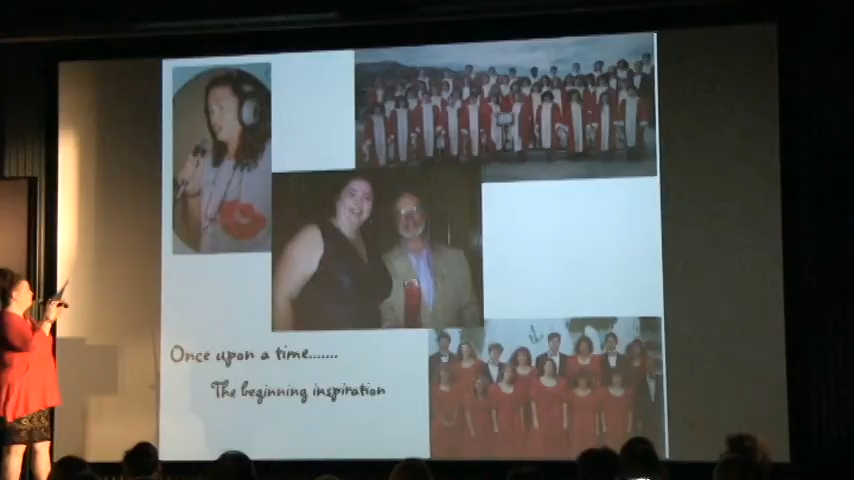 Once upon a time.......
The beginning inspiration